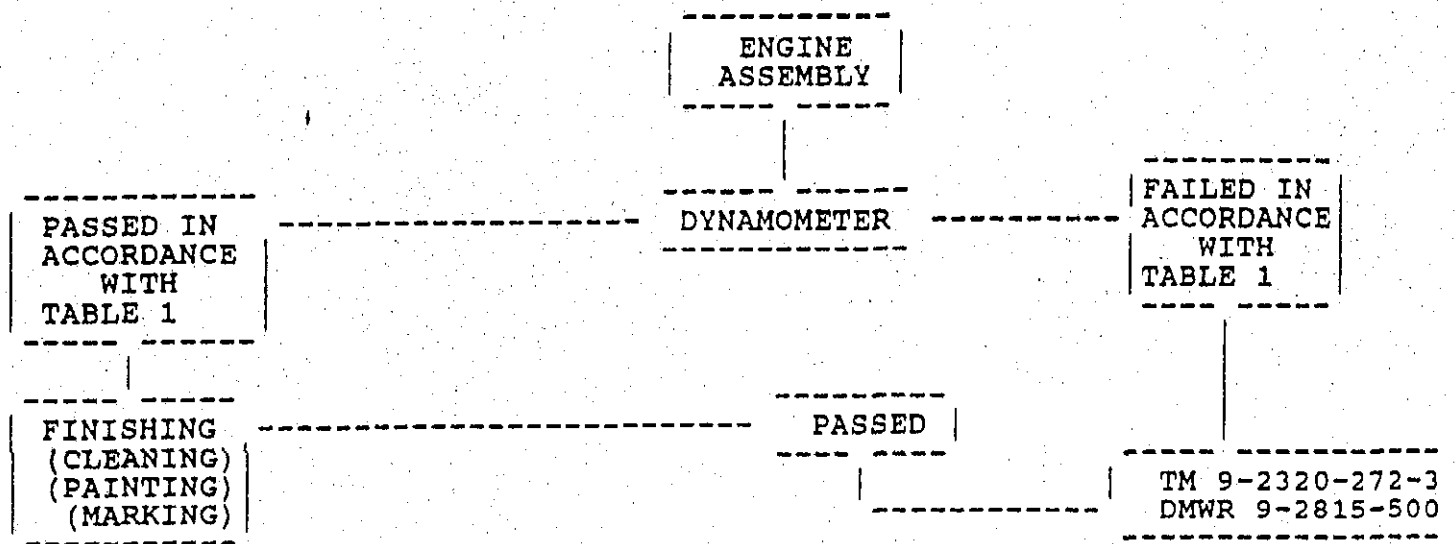 ENGINE
ASSEMBLY
DYNAMOMETER
PASSED IN
ACCORDANCE
WITH
TABLE 1
FAILED IN
ACCORDANCE
WITH
TABLE 1
FINISHING
(CLEANING)
(PAINTING)
(MARKING)
PASSED
TM 9-2320-272-3
DMWR 9-2815-500